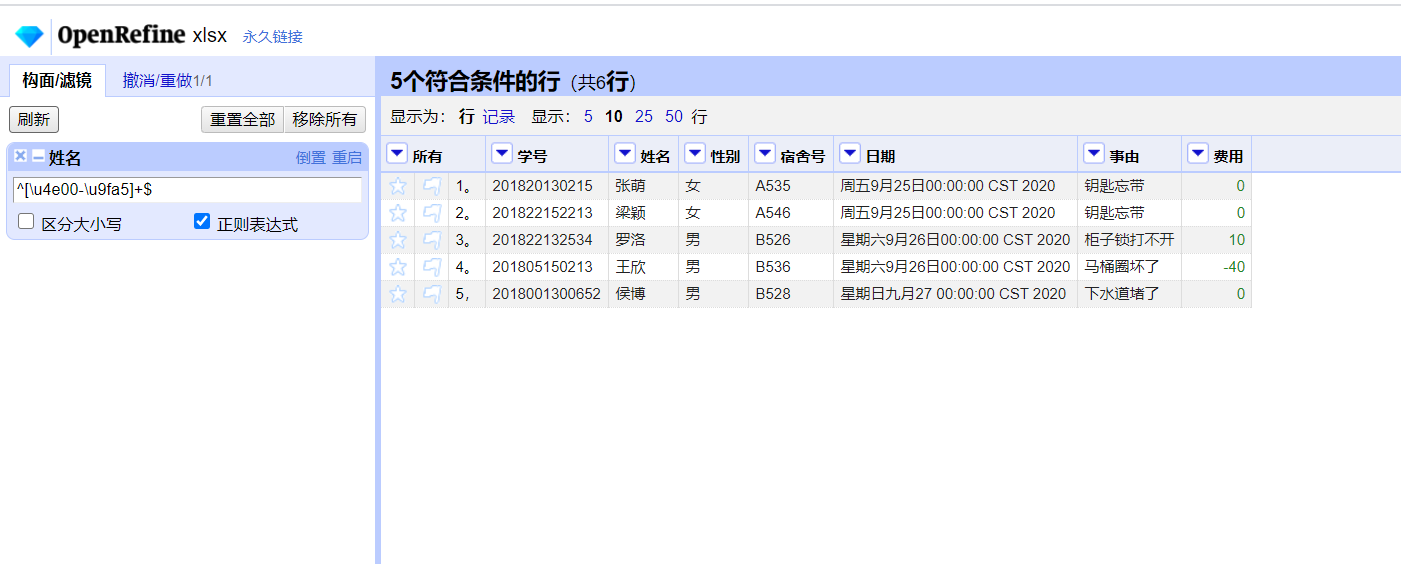 OpenRefine xlsx 永久链接
构面/滤镜 撤消/重做1/1
刷新 重置全部 移除所有
姓名 倒置 重启
^[\u4e00-\u9fa5]+$
区分大小写 正则表达式
5个符合条件的行（共6行）
显示为： 行 记录 显示： 5 10 25 50 行
所有 学号 姓名 性别 宿舍号 日期 事由 费用
1。 201820130215 张萌 女 A535 周五9月25日00:00:00 CST 2020 钥匙忘带 0
2。 201822152213 梁颖 女 A546 周五9月25日00:00:00 CST 2020 钥匙忘带 0
3。 201822132534 罗洛 男 B526 星期六9月26日00:00:00 CST 2020 柜子锁打不开 10
4。 201805150213 王欣 男 B536 星期六9月26日00:00:00 CST 2020 马桶圈坏了 -40
5， 2018001300652 侯博 男 B528 星期日九月27 00:00:00 CST 2020 下水道堵了 0